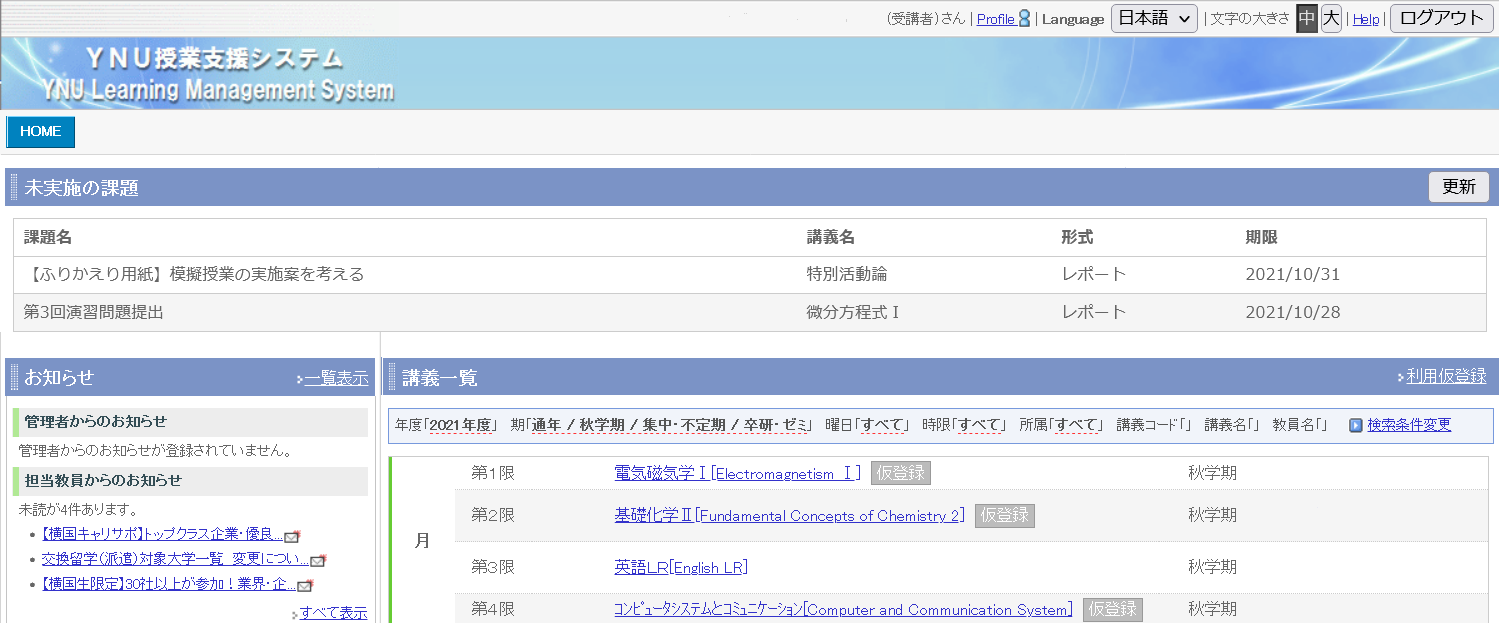 (受講者)さん | Profile | Language 日本語 | 文字の大きさ 中 大 | Help | ログアウト
YNU授業支援システム
YNU Learning Management System
HOME
未実施の課題 更新
課題名 講義名 形式 期限
【ふりかえり用紙】模擬授業の実施案を考える 特別活動論 レポート 2021/10/31
第3回演習問題提出 微分方程式Ⅰ レポート 2021/10/28
お知らせ 一覧表示
管理者からのお知らせ
管理者からのお知らせが登録されていません。
担当教員からのお知らせ
未読が4件あります。
• 【横国キャリサポ】トップクラス企業・優良...
• 交換留学(派遣)対象大学一覧 変更につい...
• 【横国生限定】30社以上が参加!業界・企...
すべて表示
講義一覧 利用仮登録
年度「2021年度」 期「通年 / 秋学期 / 集中・不定期 / 卒研・ゼミ」 曜日「すべて」 時限「すべて」 所属「すべて」 講義コード「」 講義名「」 教員名「」 検索条件変更
月
第1限 電気磁気学Ⅰ[Electromagnetism Ⅰ] 仮登録 秋学期
第2限 基礎化学Ⅱ[Fundamental Concepts of Chemistry 2] 仮登録 秋学期
第3限 英語LR[English LR] 秋学期
第4限 コンピュータシステムとコミュニケーション[Computer and Communication System] 仮登録 秋学期